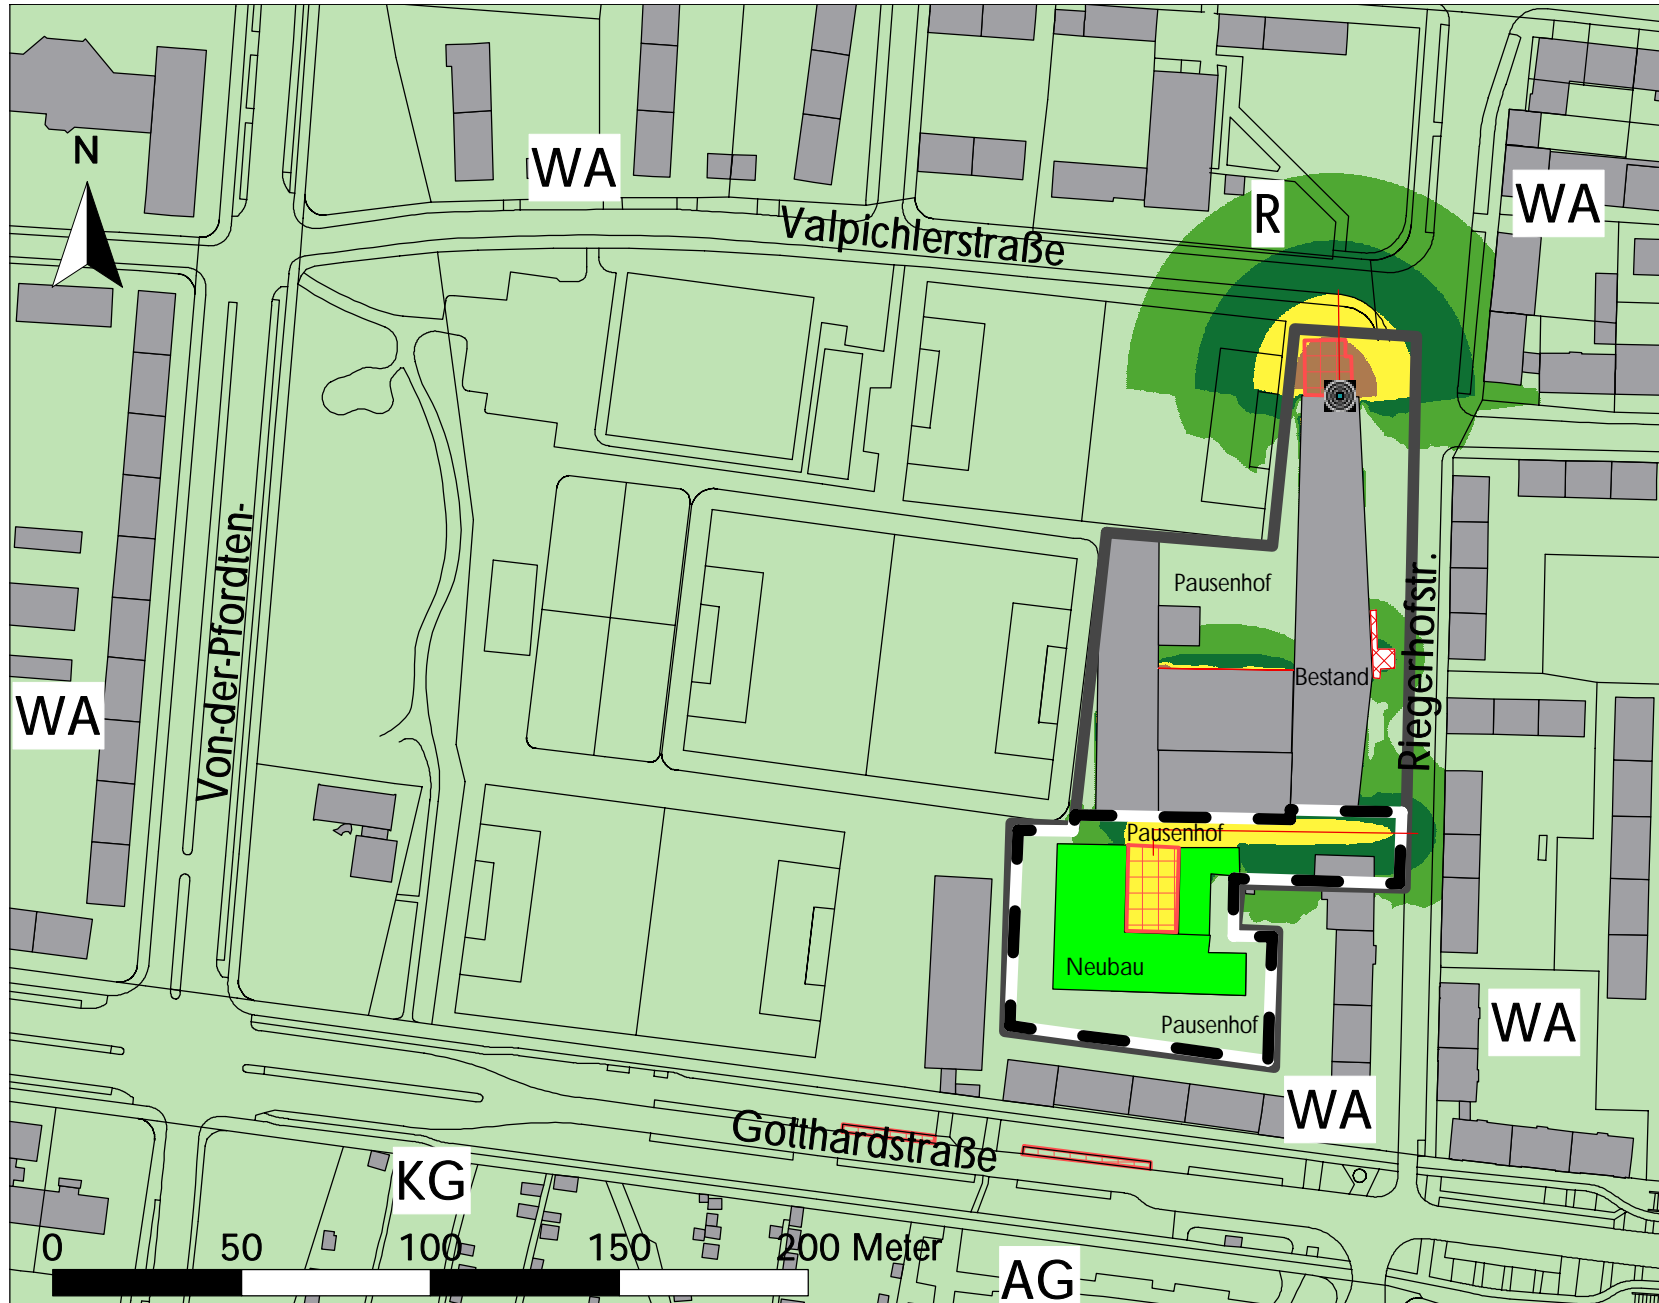 N
WA
R
WA
Valpichlerstraße
Von-der-Pfordten-
Pausenhof
Riegerhofstr.
Bestand
WA
Pausenhof
Neubau
Pausenhof
WA
WA
Gotthardstraße
KG
0 50 100 150 200 Meter
AG